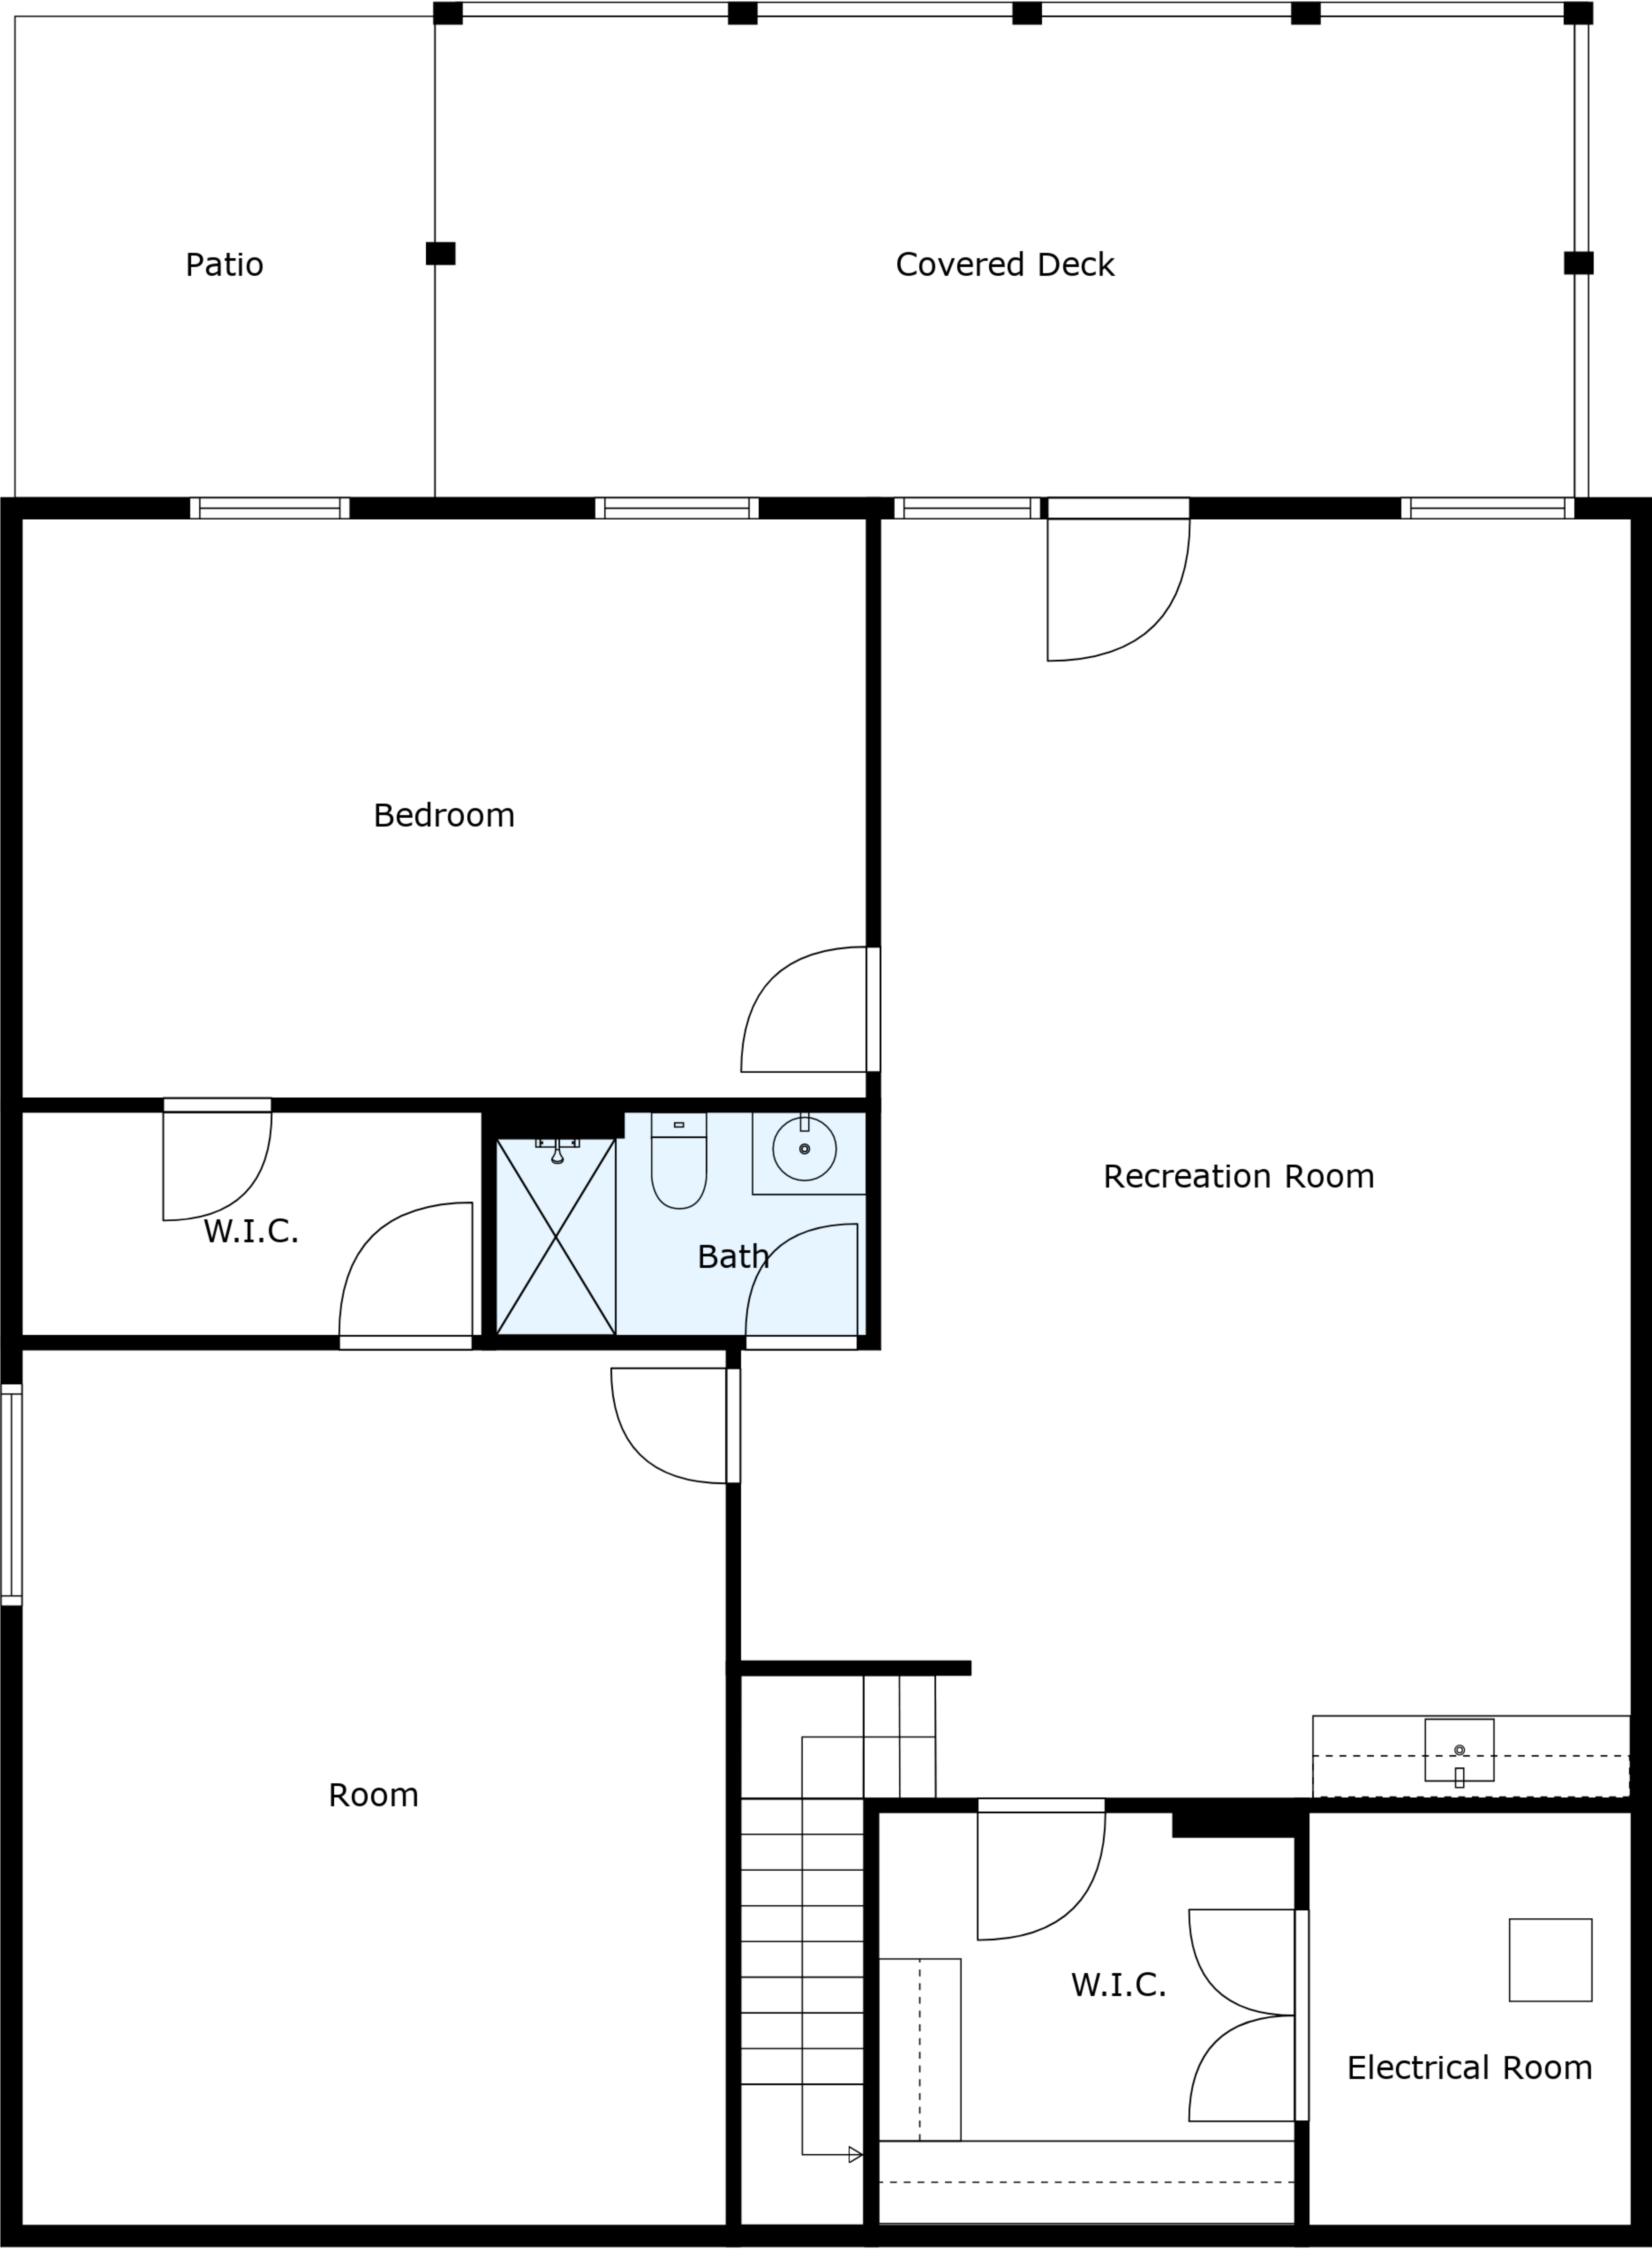 Patio
Covered Deck
Bedroom
Recreation Room
W.I.C.
Bath
Room
W.I.C.
Electrical Room